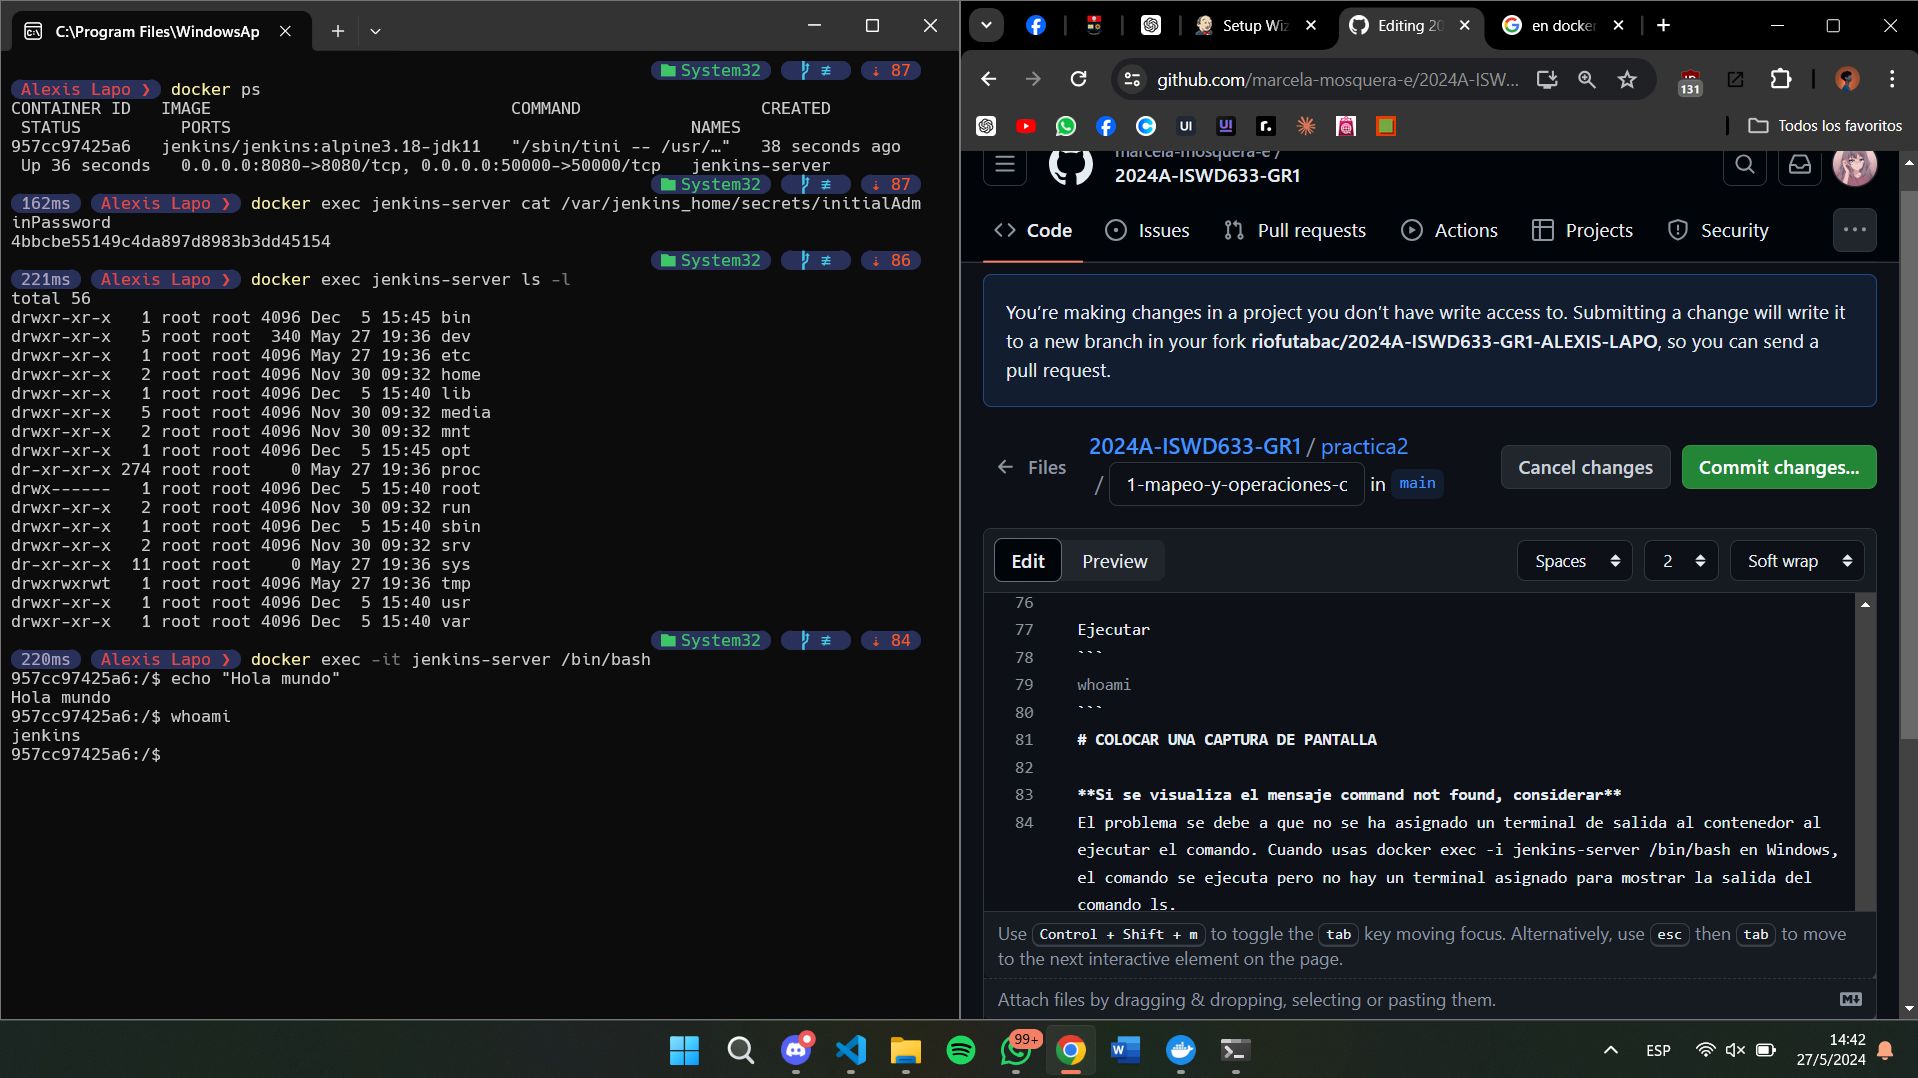 C:\Program Files\WindowsAp
System32 87
Alexis Lapo ❯ docker ps
CONTAINER ID   IMAGE                              COMMAND                  CREATED
 STATUS          PORTS                                              NAMES
957cc97425a6   jenkins/jenkins:alpine3.18-jdk11   "/sbin/tini -- /usr/…"   38 seconds ago
 Up 36 seconds   0.0.0.0:8080->8080/tcp, 0.0.0.0:50000->50000/tcp   jenkins-server
System32 ≢ ↓ 87
162ms Alexis Lapo ❯ docker exec jenkins-server cat /var/jenkins_home/secrets/initialAdm
inPassword
4bbcbe55149c4da897d8983b3dd45154
System32 ≢ ↓ 86
221ms Alexis Lapo ❯ docker exec jenkins-server ls -l
total 56
drwxr-xr-x   1 root root 4096 Dec  5 15:45 bin
drwxr-xr-x   5 root root  340 May 27 19:36 dev
drwxr-xr-x   1 root root 4096 May 27 19:36 etc
drwxr-xr-x   2 root root 4096 Nov 30 09:32 home
drwxr-xr-x   1 root root 4096 Dec  5 15:40 lib
drwxr-xr-x   5 root root 4096 Nov 30 09:32 media
drwxr-xr-x   2 root root 4096 Nov 30 09:32 mnt
drwxr-xr-x   1 root root 4096 Dec  5 15:45 opt
dr-xr-xr-x 274 root root    0 May 27 19:36 proc
drwx------   1 root root 4096 Dec  5 15:40 root
drwxr-xr-x   2 root root 4096 Nov 30 09:32 run
drwxr-xr-x   1 root root 4096 Dec  5 15:40 sbin
drwxr-xr-x   2 root root 4096 Nov 30 09:32 srv
dr-xr-xr-x  11 root root    0 May 27 19:36 sys
drwxrwxrwt   1 root root 4096 May 27 19:36 tmp
drwxr-xr-x   1 root root 4096 Dec  5 15:40 usr
drwxr-xr-x   1 root root 4096 Dec  5 15:40 var
System32 ≢ ↓ 84
220ms Alexis Lapo ❯ docker exec -it jenkins-server /bin/bash
957cc97425a6:/$ echo "Hola mundo"
Hola mundo
957cc97425a6:/$ whoami
jenkins
957cc97425a6:/$
Setup Wiz
Editing 20
en docker
github.com/marcela-mosquera-e/2024A-ISW...
131
UI
UI
r.
Todos los favoritos
marcela-mosquera-e /
2024A-ISWD633-GR1
Code Issues Pull requests Actions Projects Security
You're making changes in a project you don't have write access to. Submitting a change will write it
to a new branch in your fork riofutabac/2024A-ISWD633-GR1-ALEXIS-LAPO, so you can send a
pull request.
2024A-ISWD633-GR1 / practica2
Files / 1-mapeo-y-operaciones-c in main
Cancel changes Commit changes...
Edit Preview Spaces 2 Soft wrap
76
77 Ejecutar
78 ```
79 whoami
80 ```
81 # COLOCAR UNA CAPTURA DE PANTALLA
82
83 **Si se visualiza el mensaje command not found, considerar**
84 El problema se debe a que no se ha asignado un terminal de salida al contenedor al
ejecutar el comando. Cuando usas docker exec -i jenkins-server /bin/bash en Windows,
el comando se ejecuta pero no hay un terminal asignado para mostrar la salida del
comando ls.
Use Control + Shift + m to toggle the tab key moving focus. Alternatively, use esc then tab to move
to the next interactive element on the page.
Attach files by dragging & dropping, selecting or pasting them.
99+
ESP
14:42
27/5/2024